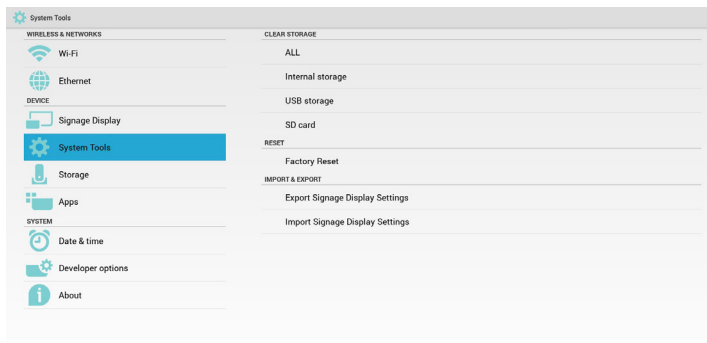 System Tools
WIRELESS & NETWORKS
Wi-Fi
Ethernet
DEVICE
Signage Display
System Tools
Storage
Apps
SYSTEM
Date & time
Developer options
About
CLEAR STORAGE
ALL
Internal storage
USB storage
SD card
RESET
Factory Reset
IMPORT & EXPORT
Export Signage Display Settings
Import Signage Display Settings